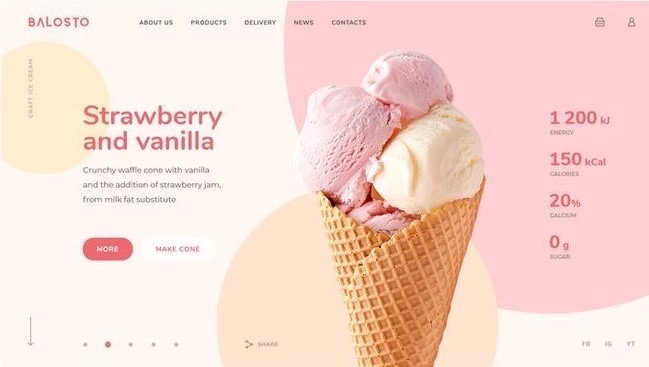 BALOSTO
ABOUT US PRODUCTS DELIVERY NEWS CONTACTS
CRAFT ICE CREAM
Strawberry
and vanilla
Crunchy waffle cone with vanilla
and the addition of strawberry jam,
from milk fat substitute
MORE MAKE CONE
1 200 kJ
ENERGY
150 kCal
CALORIES
20%
CALCIUM
0 g
SUGAR
SHARE
FB IG YT